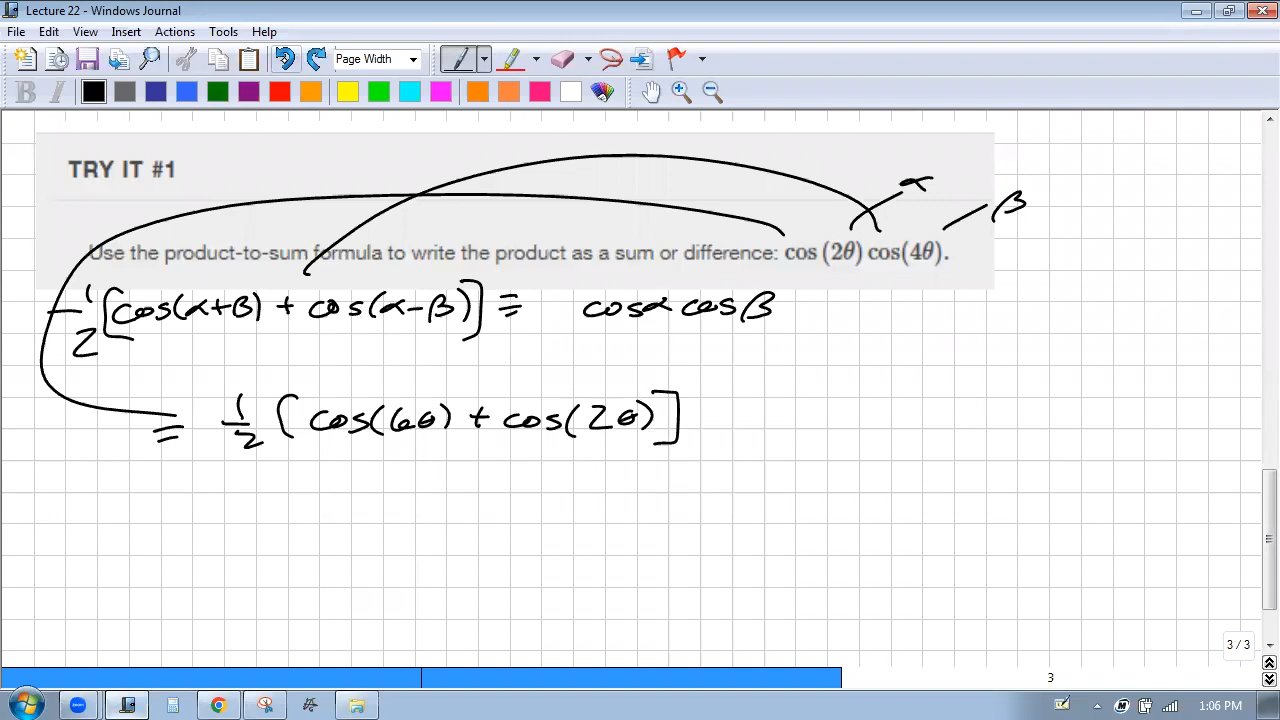 Lecture 22 - Windows Journal
File Edit View Insert Actions Tools Help
Page Width
B I
TRY IT #1
α
β
Use the product-to-sum formula to write the product as a sum or difference: cos (2θ) cos(4θ).
1/2 [cos(α+β) + cos(α-β)] = cosα cosβ
= 1/2 [cos(6θ) + cos(2θ)]
3 / 3
3
1:06 PM